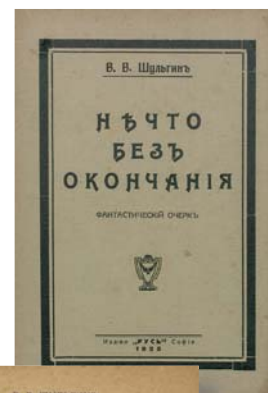 В. В. Шульгинъ
НѢЧТО
БЕЗЪ
ОКОНЧАНІЯ
ФАНТАСТИЧЕСКІЙ ОЧЕРКЪ
„РУСЬ“ Софія